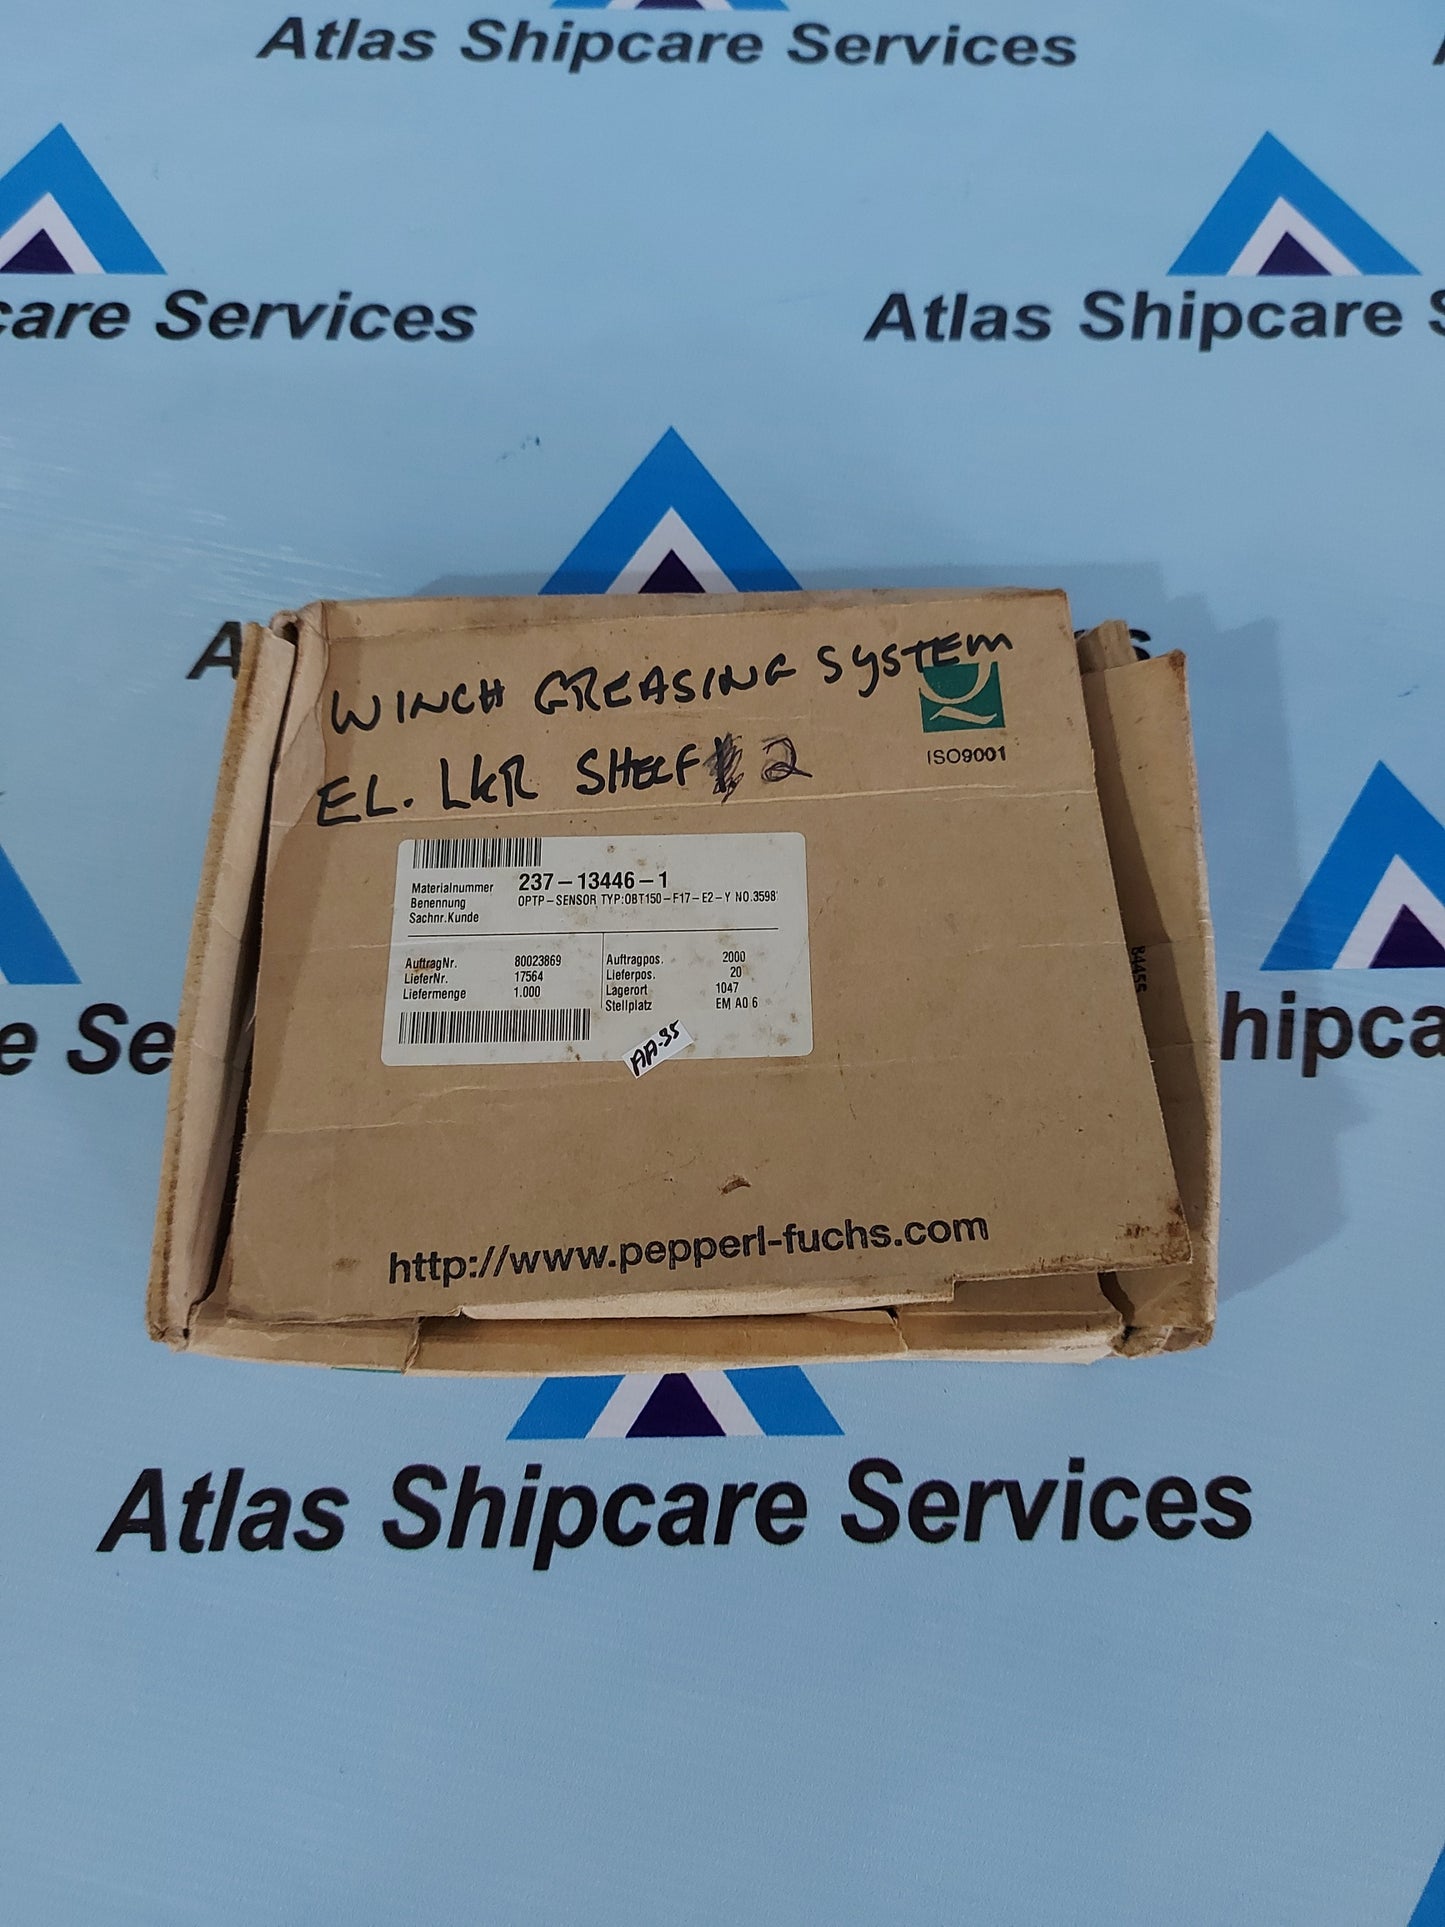 Atlas Shipcare Services
care Services
Atlas Shipcare S
WINCH GREASING SYSTEM
EL. LKR SHELF 2
ISO9001
Materialnummer 237-13446-1
Benennung OPTP-SENSOR TYP:OBT150-F17-E2-Y NO.3598
Sachnr.Kunde
AuftragNr. 80023869 Auftragpos. 2000
LieferNr. 17564 Lieferpos. 20
Liefermenge 1.000 Lagerort 1047
Stellplatz EM A0 6
AA-35
84455
http://www.pepperl-fuchs.com
e Se
hipca
Atlas Shipcare Services